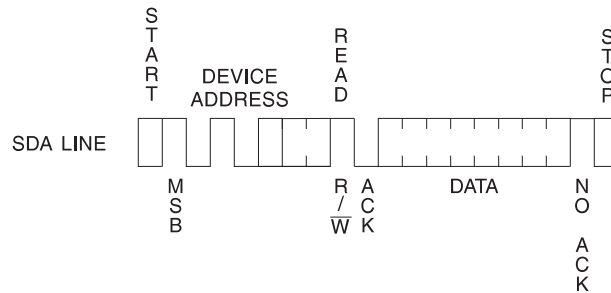 START
DEVICE
ADDRESS
READ
STOP
SDA LINE
MSB
R/W
ACK
DATA
NO ACK